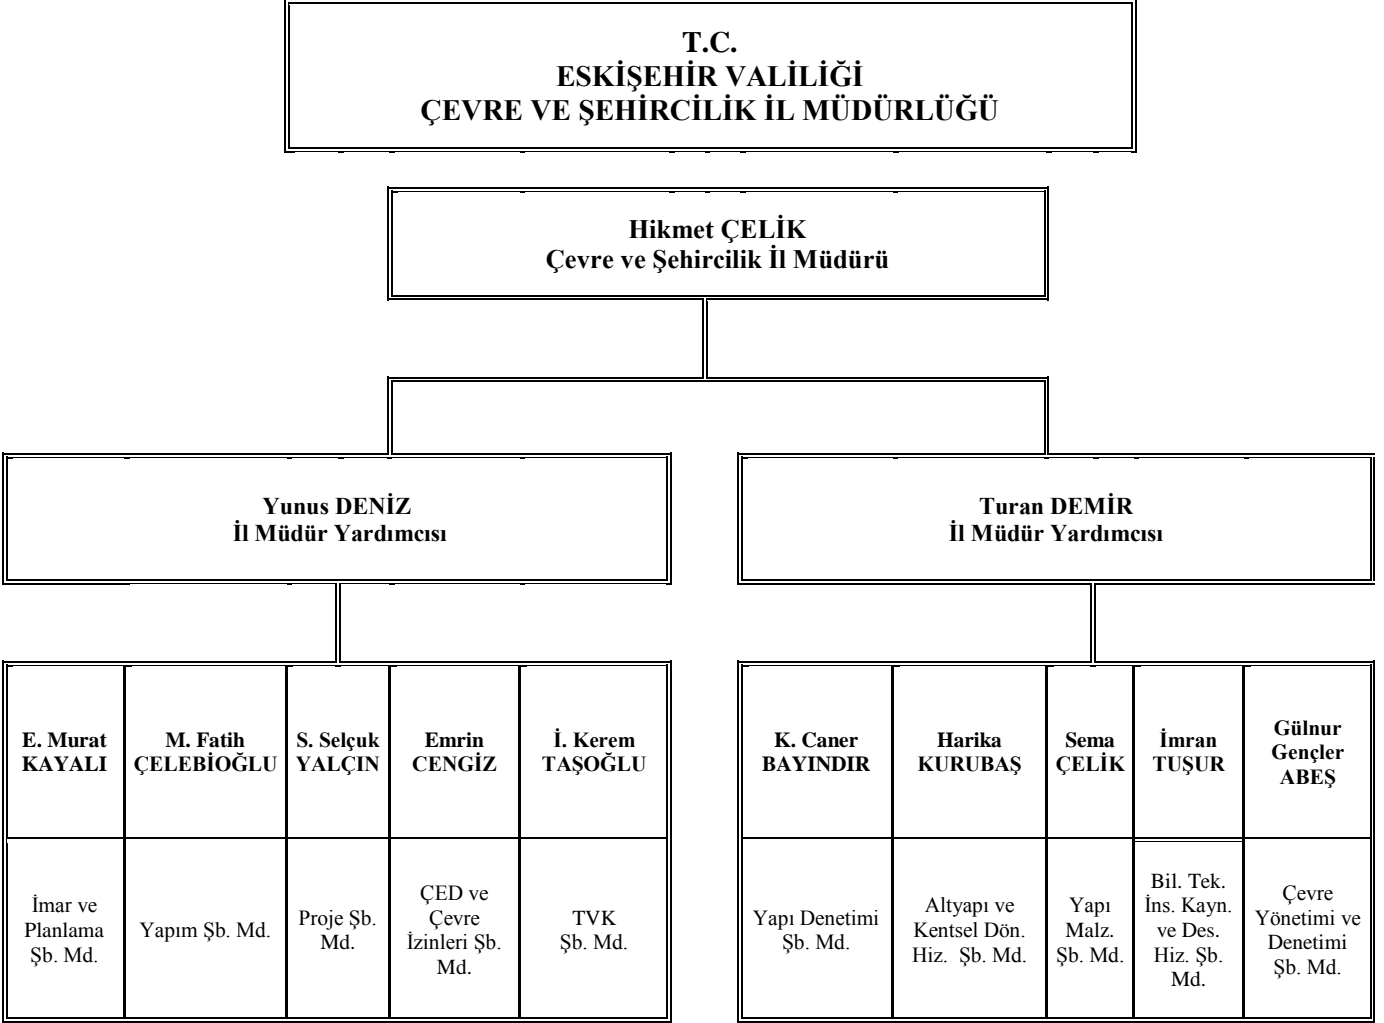 T.C.
ESKİŞEHİR VALİLİĞİ
ÇEVRE VE ŞEHİRCİLİK İL MÜDÜRLÜĞÜ
Hikmet ÇELİK
Çevre ve Şehircilik İl Müdürü
Yunus DENİZ
İl Müdür Yardımcısı
Turan DEMİR
İl Müdür Yardımcısı
E. Murat
KAYALI
M. Fatih
ÇELEBİOĞLU
S. Selçuk
YALÇIN
Emrin
CENGİZ
İ. Kerem
TAŞOĞLU
K. Caner
BAYINDIR
Harika
KURUBAŞ
Sema
ÇELİK
İmran
TUŞUR
Gülnur
Gençler
ABEŞ
İmar ve
Planlama
Şb. Md.
Yapım Şb. Md.
Proje Şb.
Md.
ÇED ve
Çevre
İzinleri Şb.
Md.
TVK
Şb. Md.
Yapı Denetimi
Şb. Md.
Altyapı ve
Kentsel Dön.
Hiz. Şb. Md.
Yapı
Malz.
Şb. Md.
Bil. Tek.
İns. Kayn.
ve Des.
Hiz. Şb.
Md.
Çevre
Yönetimi ve
Denetimi
Şb. Md.